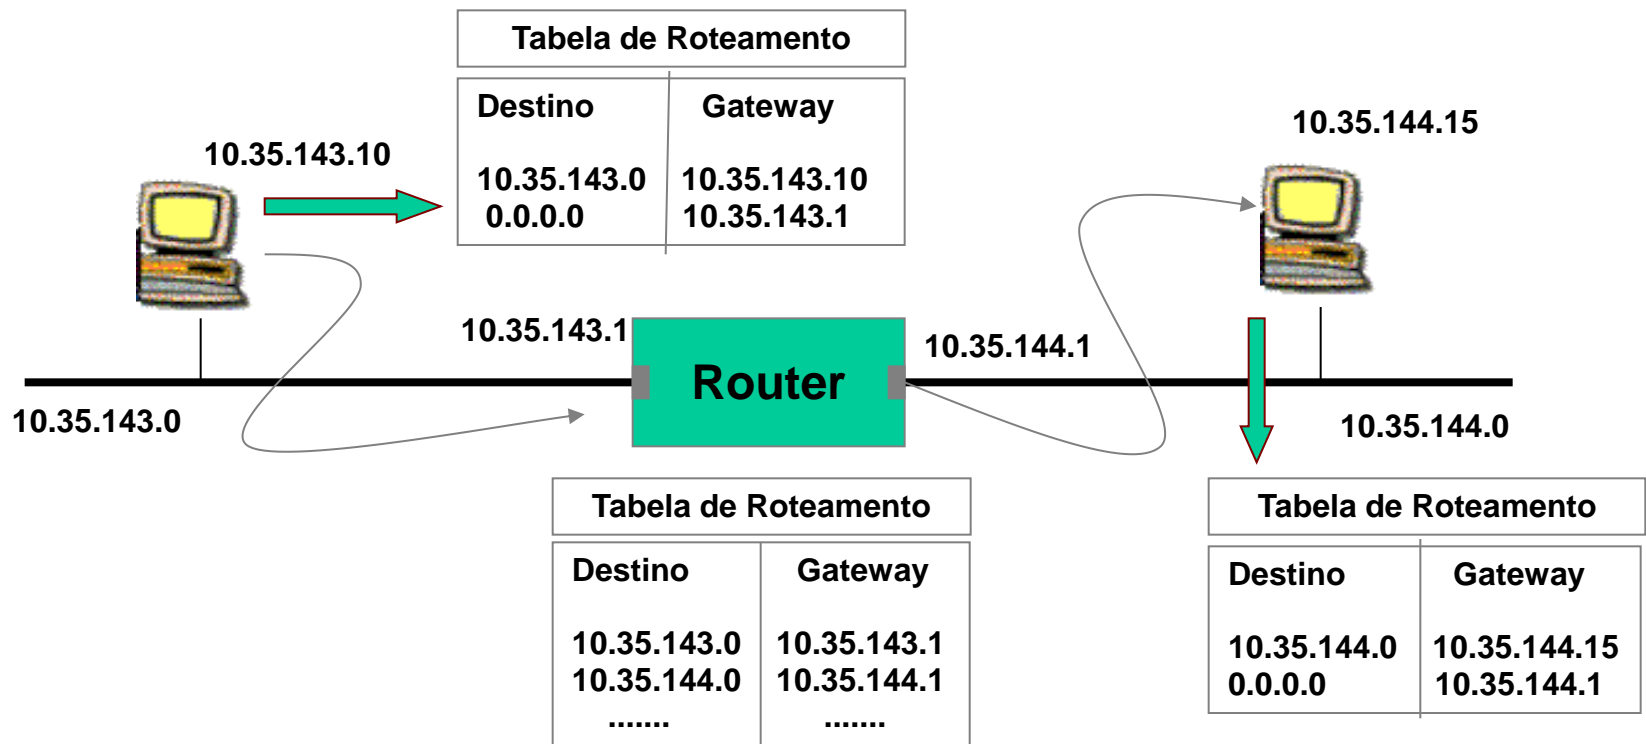 Tabela de Roteamento
Destino Gateway
10.35.143.0 10.35.143.10
0.0.0.0 10.35.143.1
10.35.143.10
10.35.144.15
10.35.143.1
Router
10.35.144.1
10.35.143.0
10.35.144.0
Tabela de Roteamento
Destino Gateway
10.35.143.0 10.35.143.1
10.35.144.0 10.35.144.1
....... .......
Tabela de Roteamento
Destino Gateway
10.35.144.0 10.35.144.15
0.0.0.0 10.35.144.1